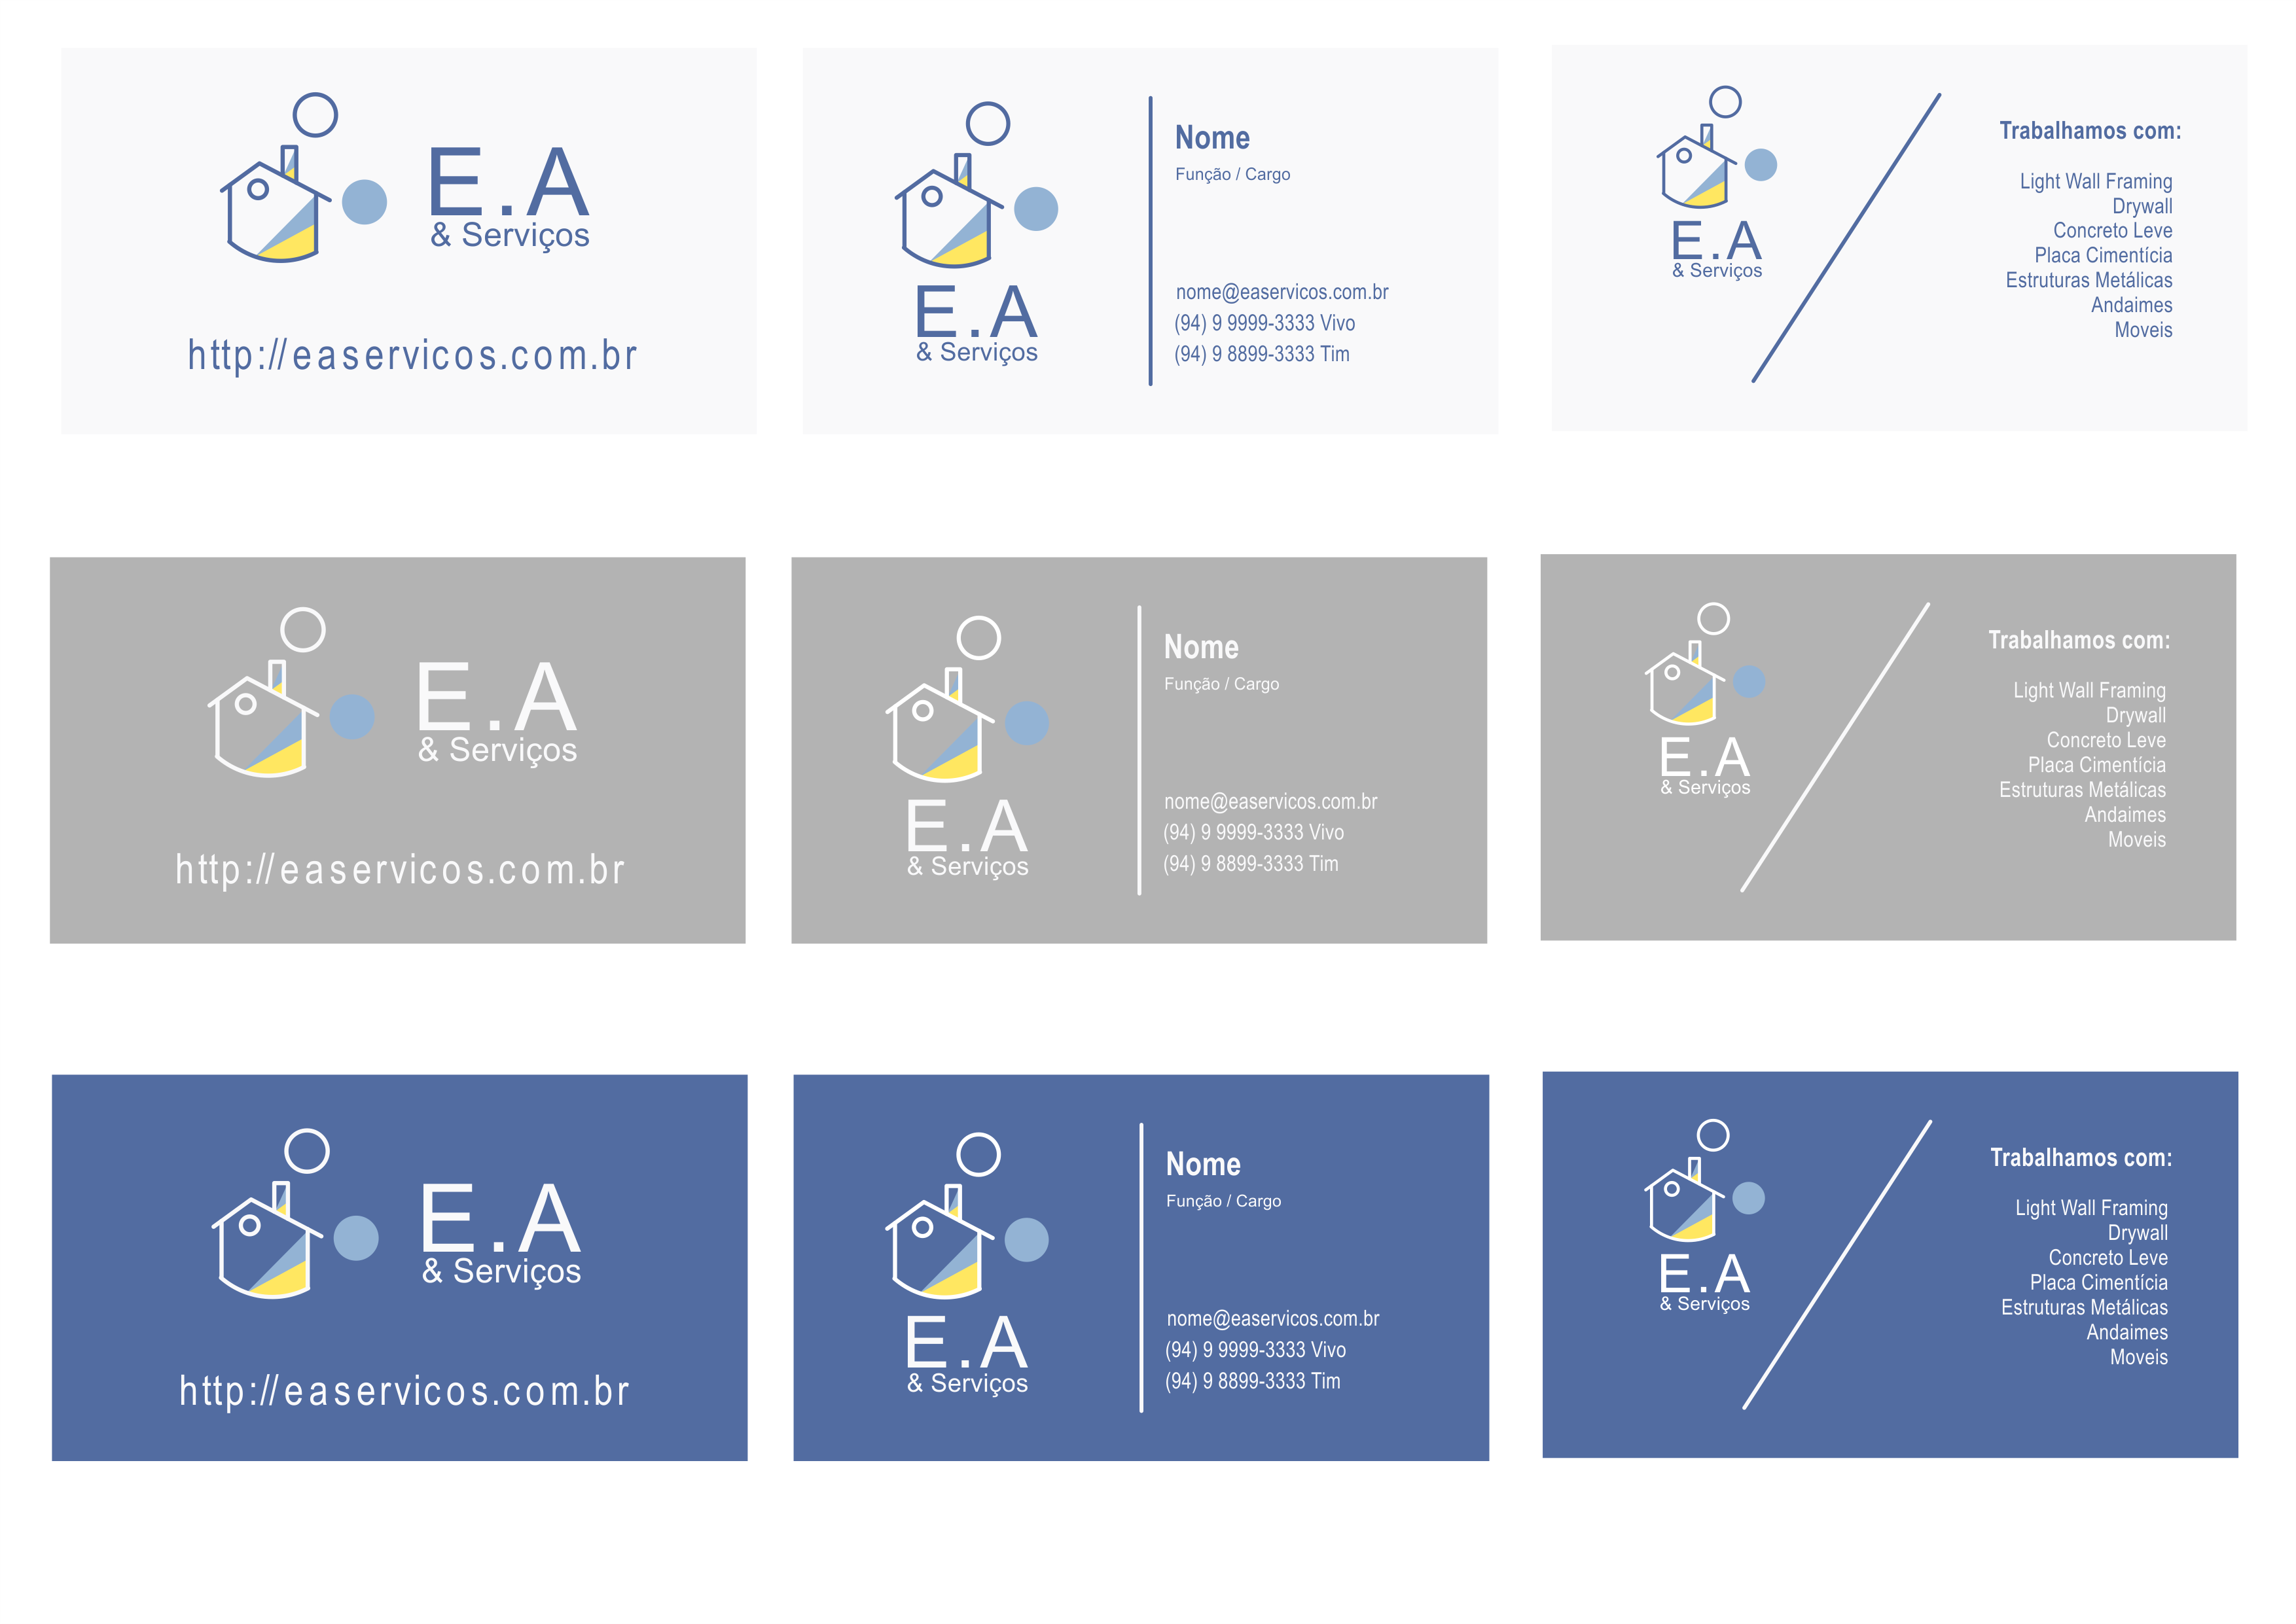 E.A
& Serviços
http://easervicos.com.br
E.A
& Serviços
Nome
Função / Cargo
nome@easervicos.com.br
(94) 9 9999-3333 Vivo
(94) 9 8899-3333 Tim
E.A
& Serviços
Trabalhamos com:
Light Wall Framing
Drywall
Concreto Leve
Placa Cimentícia
Estruturas Metálicas
Andaimes
Moveis
E.A
& Serviços
http://easervicos.com.br
E.A
& Serviços
Nome
Função / Cargo
nome@easervicos.com.br
(94) 9 9999-3333 Vivo
(94) 9 8899-3333 Tim
E.A
& Serviços
Trabalhamos com:
Light Wall Framing
Drywall
Concreto Leve
Placa Cimentícia
Estruturas Metálicas
Andaimes
Moveis
E.A
& Serviços
http://easervicos.com.br
E.A
& Serviços
Nome
Função / Cargo
nome@easervicos.com.br
(94) 9 9999-3333 Vivo
(94) 9 8899-3333 Tim
E.A
& Serviços
Trabalhamos com:
Light Wall Framing
Drywall
Concreto Leve
Placa Cimentícia
Estruturas Metálicas
Andaimes
Moveis